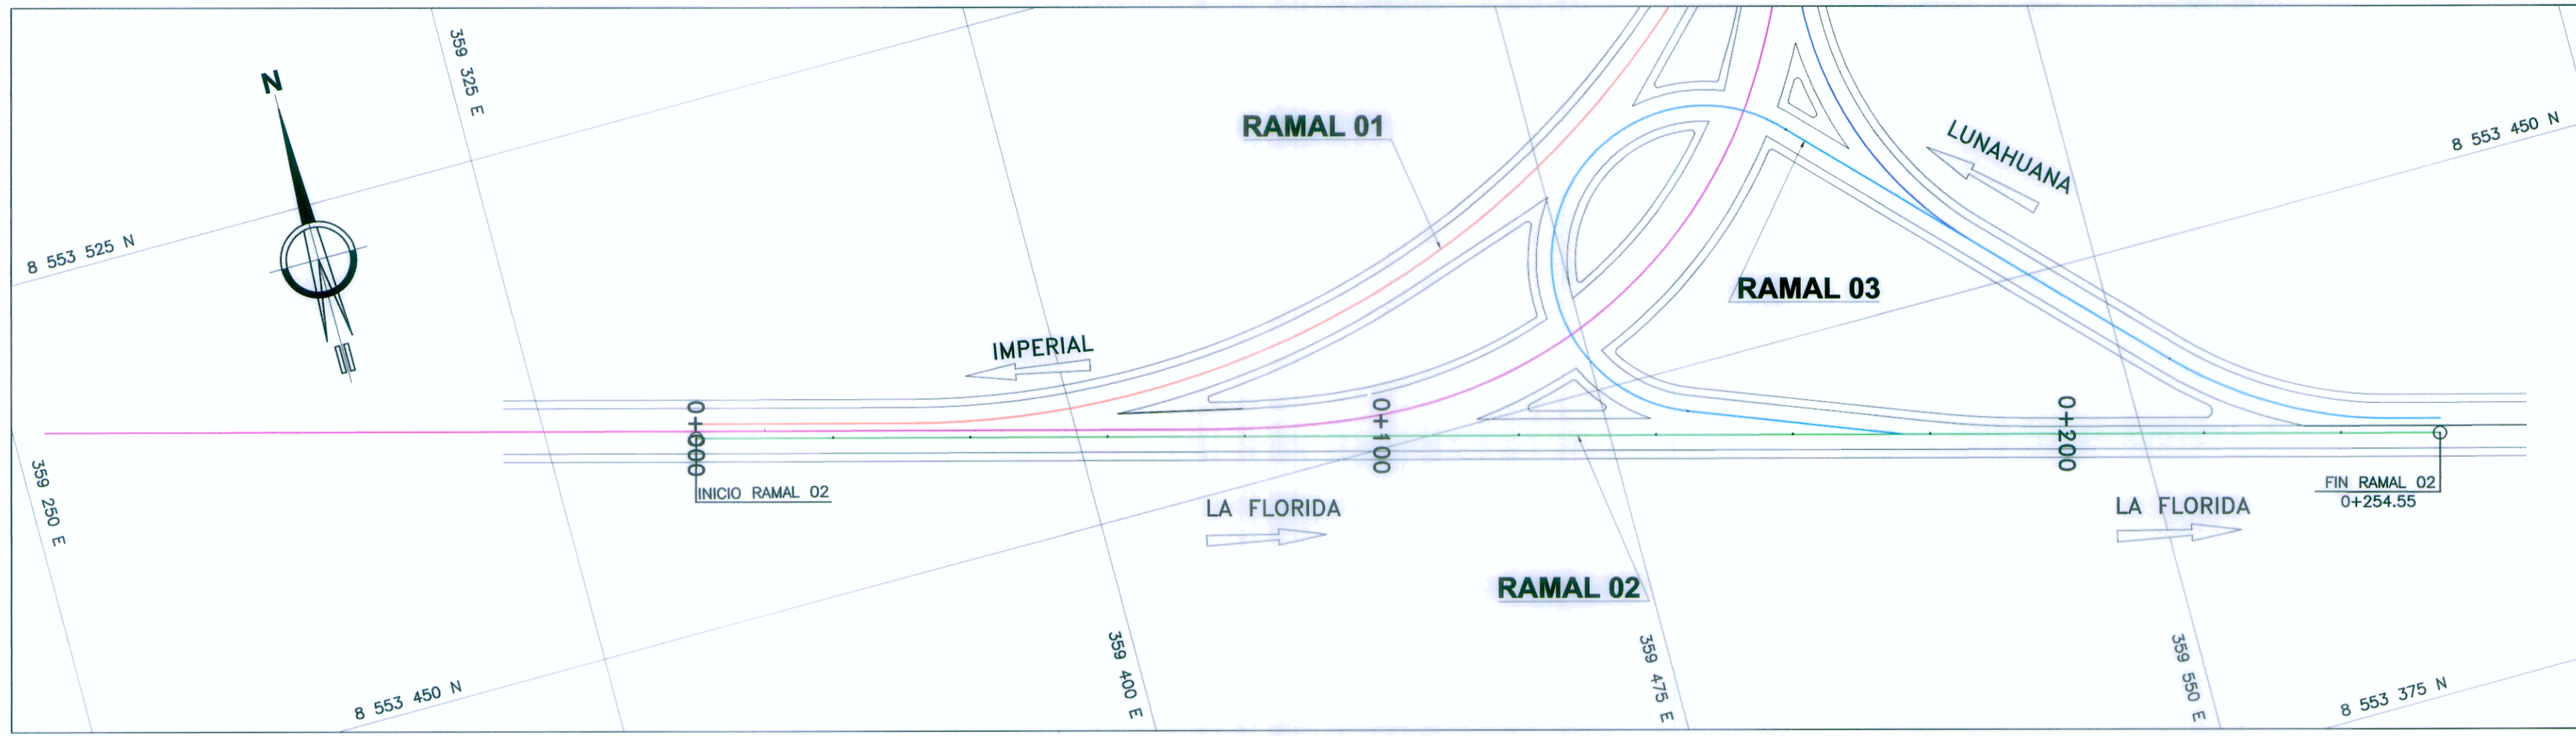 N
359 325 E
RAMAL 01
LUNAHUANA
8 553 450 N
8 553 525 N
RAMAL 03
IMPERIAL
0+000
0+100
0+200
359 250 E
INICIO RAMAL 02
LA FLORIDA
LA FLORIDA
FIN RAMAL 02
0+254.55
RAMAL 02
359 400 E
359 475 E
359 550 E
8 553 450 N
8 553 375 N